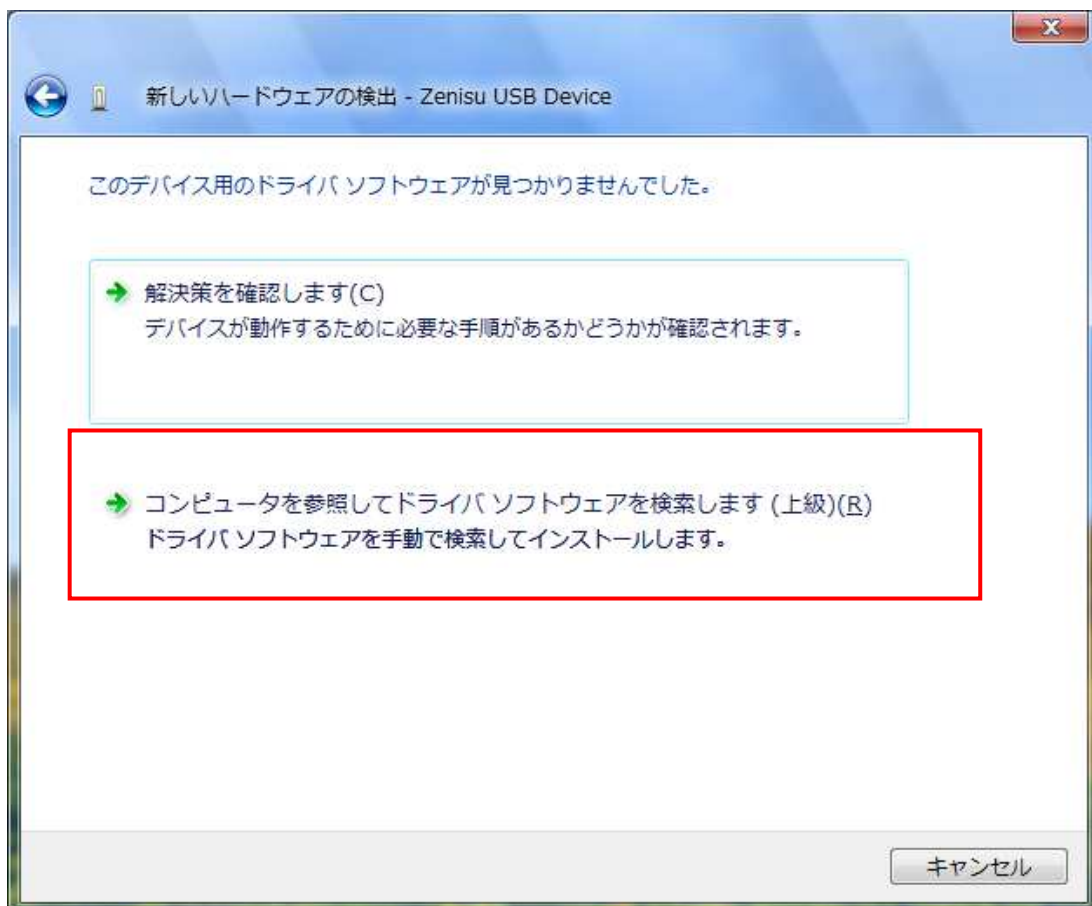 新しいハードウェアの検出 - Zenisu USB Device
このデバイス用のドライバ ソフトウェアが見つかりませんでした。
解決策を確認します(C)
デバイスが動作するために必要な手順があるかどうかが確認されます。
コンピュータを参照してドライバ ソフトウェアを検索します (上級)(R)
ドライバ ソフトウェアを手動で検索してインストールします。
キャンセル